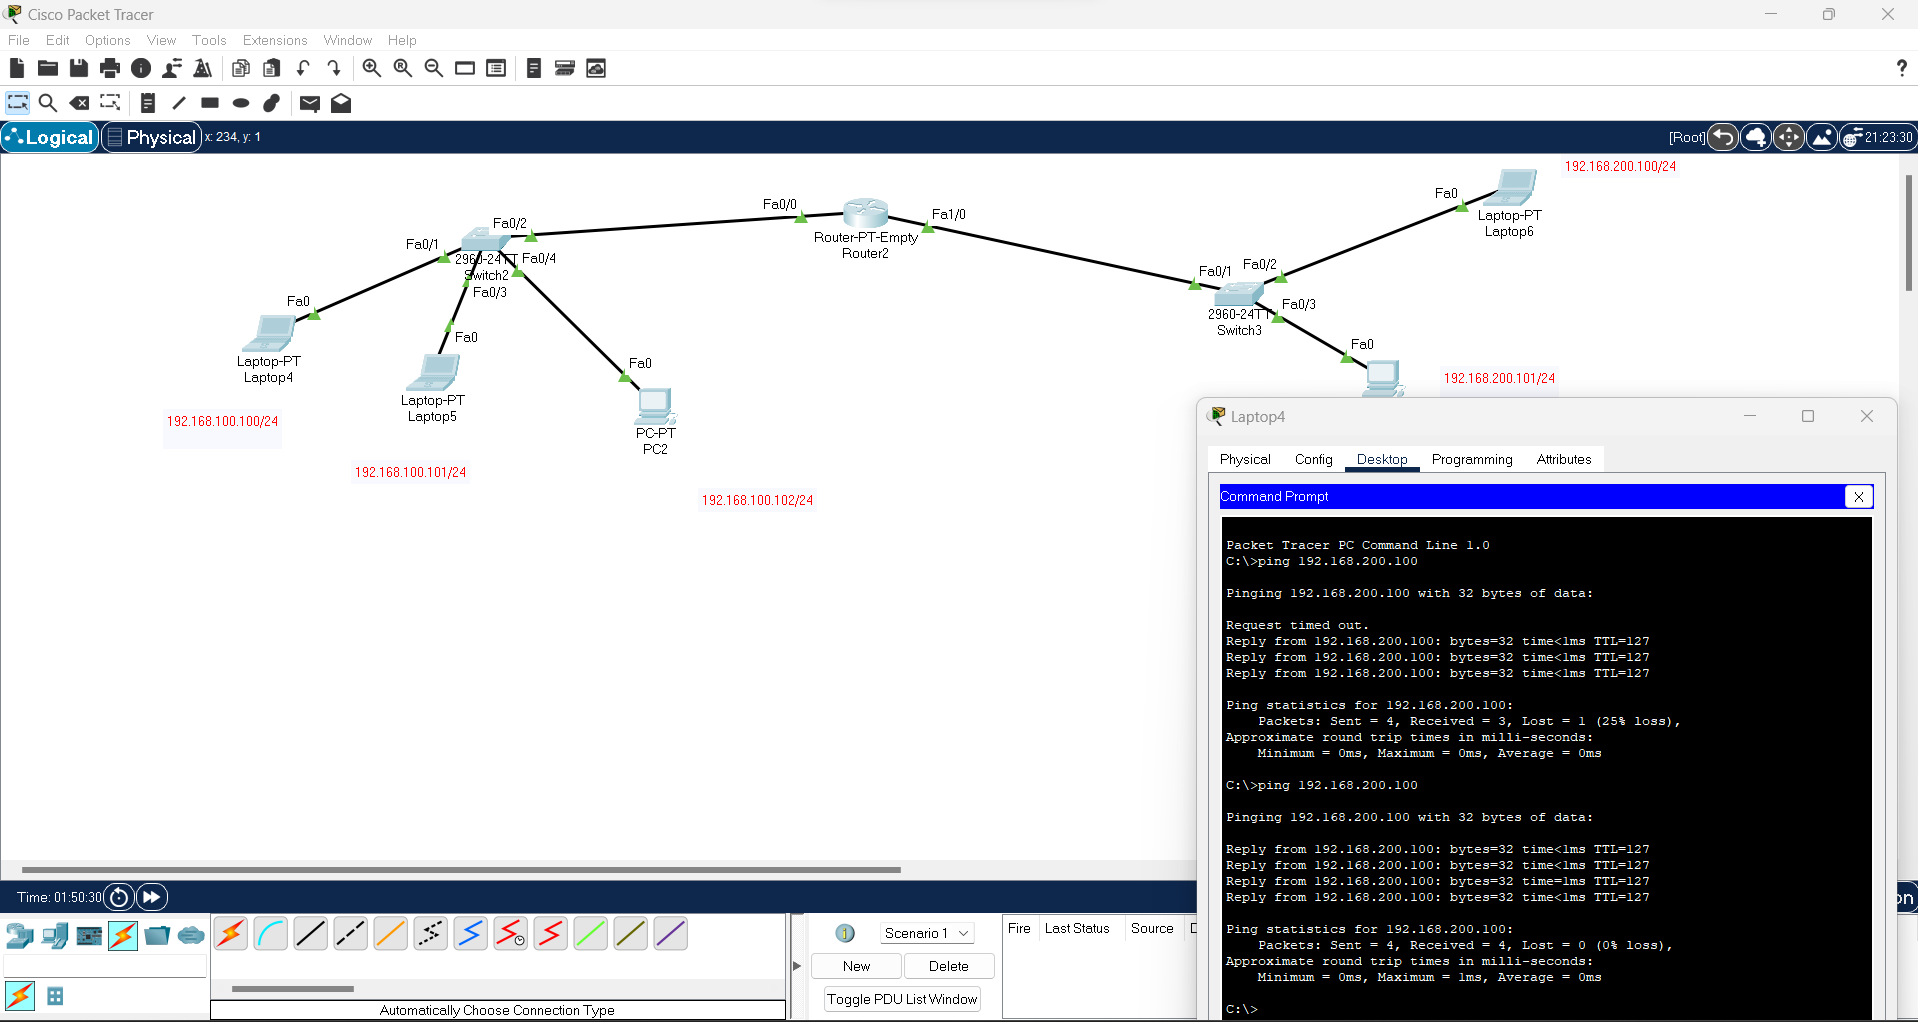 Cisco Packet Tracer
File Edit Options View Tools Extensions Window Help
?
Logical Physical x: 234, y: 1 [Root] 21:23:30
192.168.200.100/24
Fa0
Laptop-PT
Laptop6
Fa0/0
Fa1/0
Router-PT-Empty
Router2
Fa0/2
Fa0/1
2960-24TT
Switch2
Fa0/4
Fa0/3
Fa0/1
Fa0/2
2960-24TT
Switch3
Fa0/3
Fa0
Laptop-PT
Laptop4
Fa0
Laptop-PT
Laptop5
Fa0
PC-PT
PC2
Fa0
192.168.200.101/24
192.168.100.100/24
192.168.100.101/24
192.168.100.102/24
Laptop4
Physical Config Desktop Programming Attributes
Command Prompt
X
Packet Tracer PC Command Line 1.0
C:\>ping 192.168.200.100
Pinging 192.168.200.100 with 32 bytes of data:
Request timed out.
Reply from 192.168.200.100: bytes=32 time<1ms TTL=127
Reply from 192.168.200.100: bytes=32 time<1ms TTL=127
Reply from 192.168.200.100: bytes=32 time<1ms TTL=127
Ping statistics for 192.168.200.100:
Packets: Sent = 4, Received = 3, Lost = 1 (25% loss),
Approximate round trip times in milli-seconds:
Minimum = 0ms, Maximum = 0ms, Average = 0ms
C:\>ping 192.168.200.100
Pinging 192.168.200.100 with 32 bytes of data:
Reply from 192.168.200.100: bytes=32 time<1ms TTL=127
Reply from 192.168.200.100: bytes=32 time<1ms TTL=127
Reply from 192.168.200.100: bytes=32 time=1ms TTL=127
Reply from 192.168.200.100: bytes=32 time<1ms TTL=127
Ping statistics for 192.168.200.100:
Packets: Sent = 4, Received = 4, Lost = 0 (0% loss),
Approximate round trip times in milli-seconds:
Minimum = 0ms, Maximum = 1ms, Average = 0ms
C:\>
Time: 01:50:30
on
Scenario 1
New Delete
Toggle PDU List Window
Fire Last Status Source D
Automatically Choose Connection Type